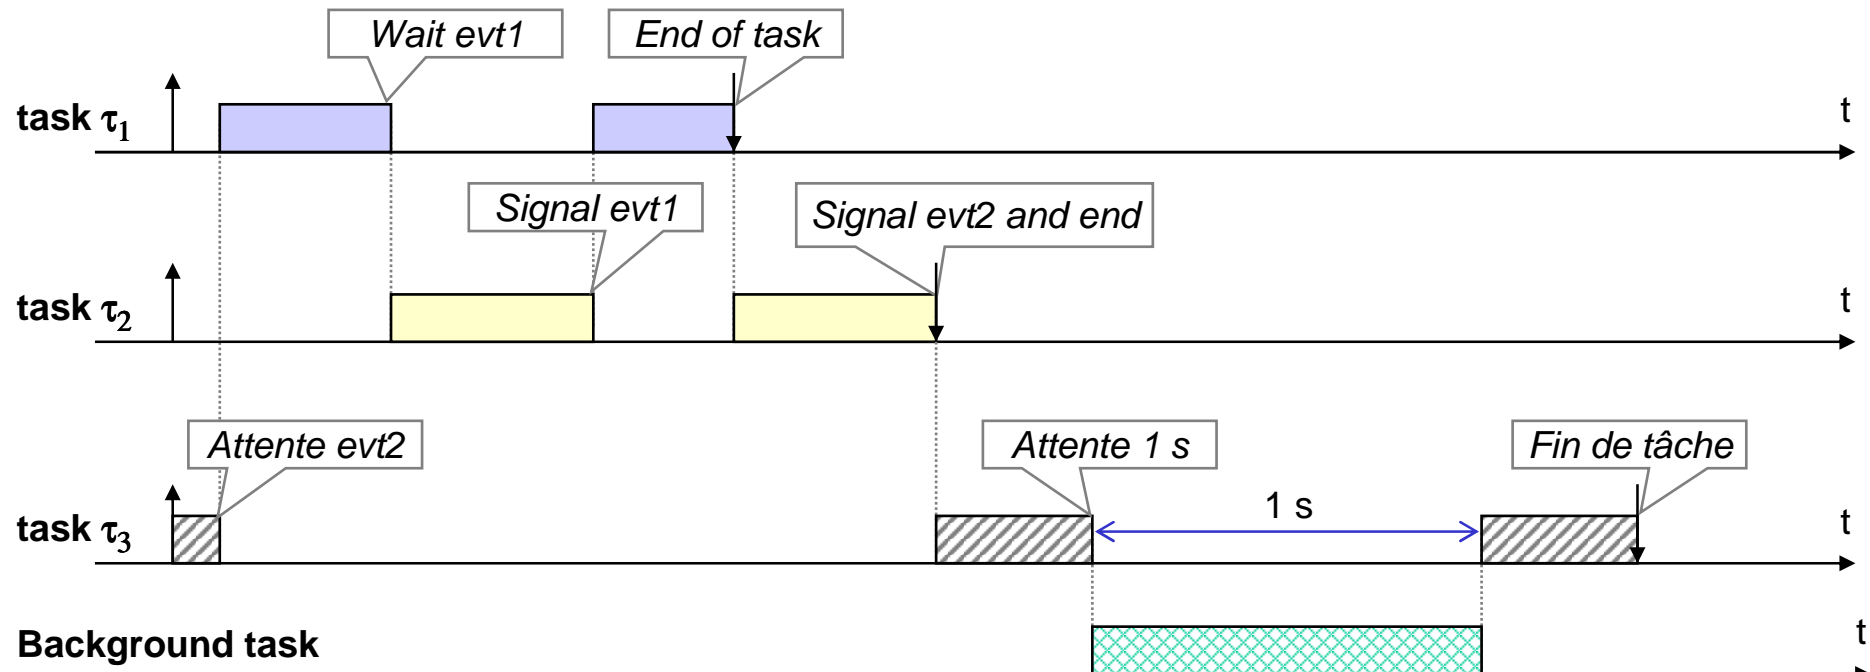 Wait evt1
End of task
task τ1
t
Signal evt1
Signal evt2 and end
task τ2
t
Attente evt2
Attente 1 s
Fin de tâche
1 s
task τ3
t
Background task
t